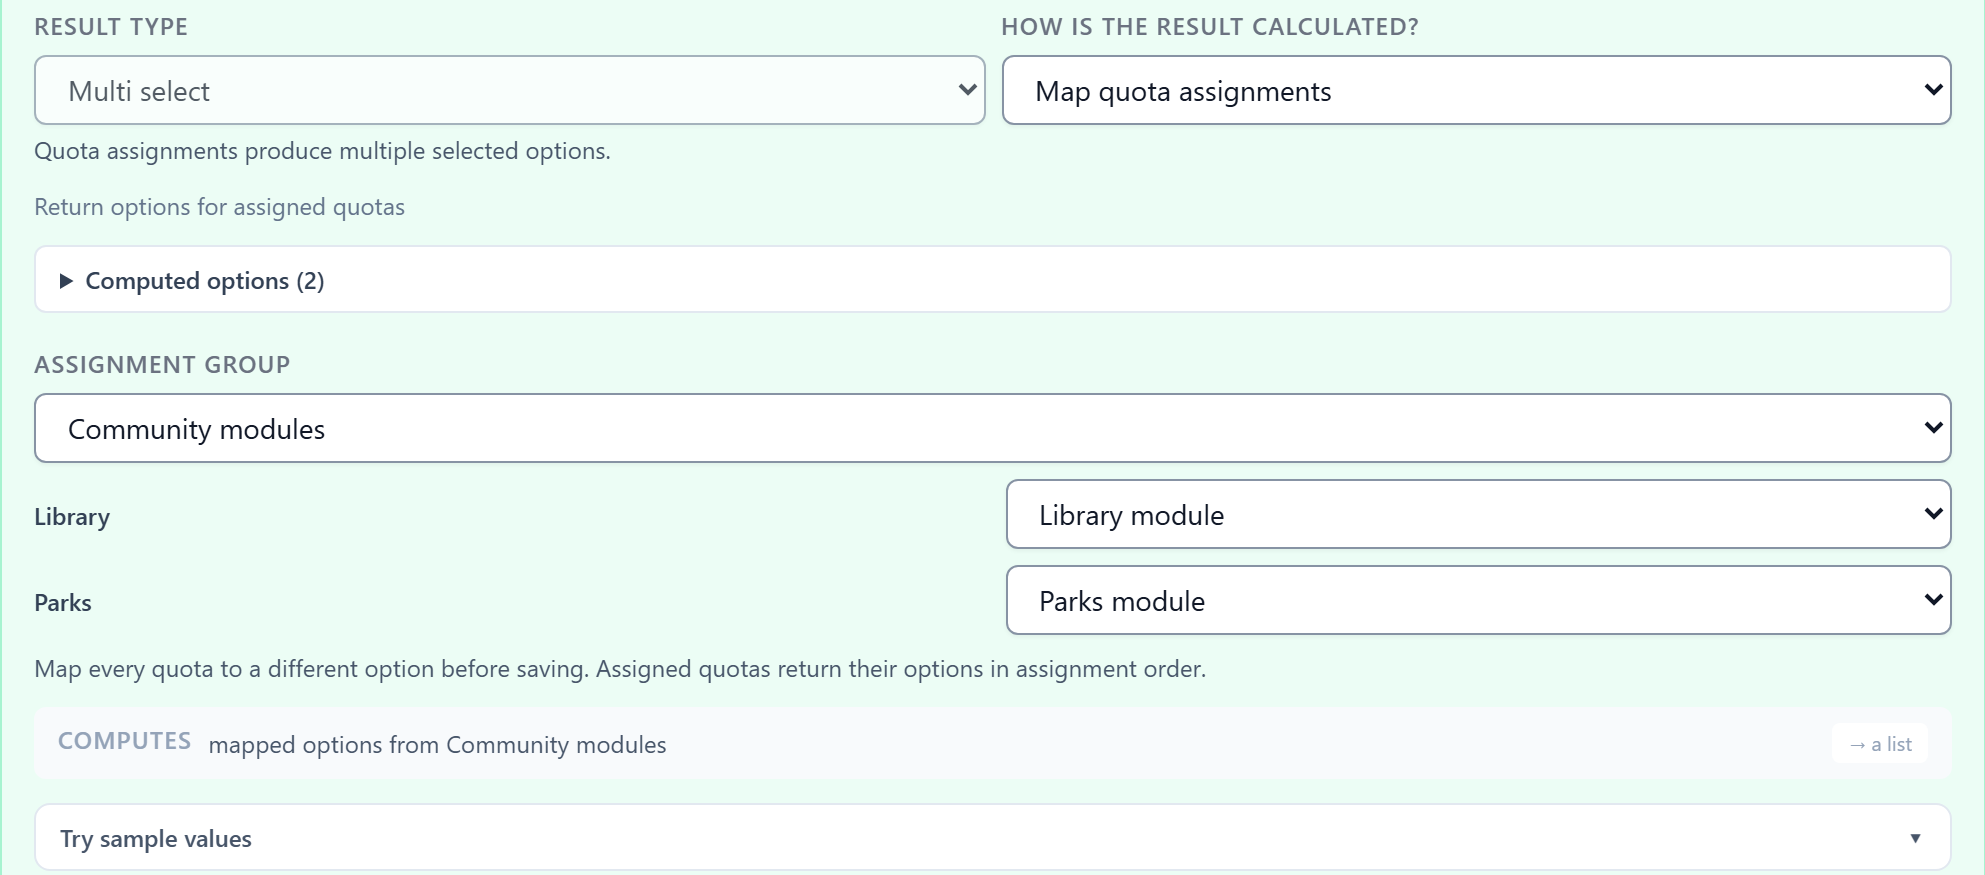 RESULT TYPE
HOW IS THE RESULT CALCULATED?
Multi select
Map quota assignments
Quota assignments produce multiple selected options.
Return options for assigned quotas
▶ Computed options (2)
ASSIGNMENT GROUP
Community modules
Library
Library module
Parks
Parks module
Map every quota to a different option before saving. Assigned quotas return their options in assignment order.
COMPUTES mapped options from Community modules → a list
Try sample values ▼